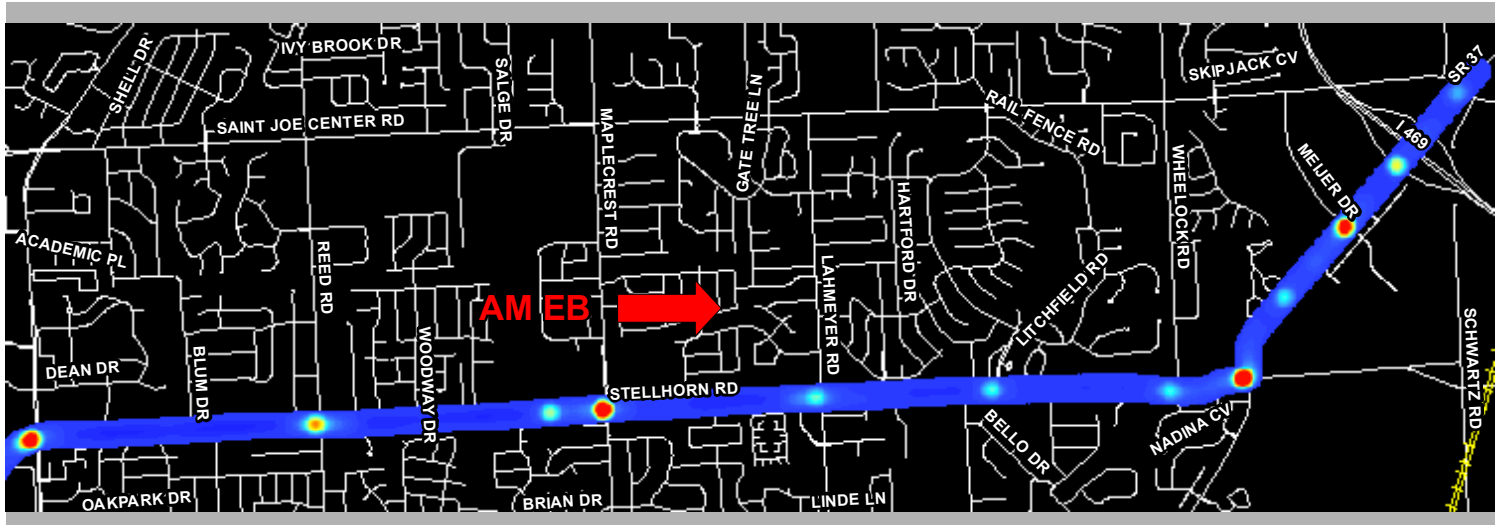 IVY BROOK DR
SHELL DR
SALGE DR
SKIPJACK CV
SR 37
SAINT JOE CENTER RD
MAPLECREST RD
GATE TREE LN
RAIL FENCE RD
I 469
WHEELOCK RD
MEIJER DR
HARTFORD DR
ACADEMIC PL
REED RD
LAHMEYER RD
LITCHFIELD RD
AM EB
SCHWARTZ RD
WOODWAY DR
BLUM DR
DEAN DR
STELLHORN RD
BELLO DR
NADINA CV
OAKPARK DR
BRIAN DR
LINDE LN